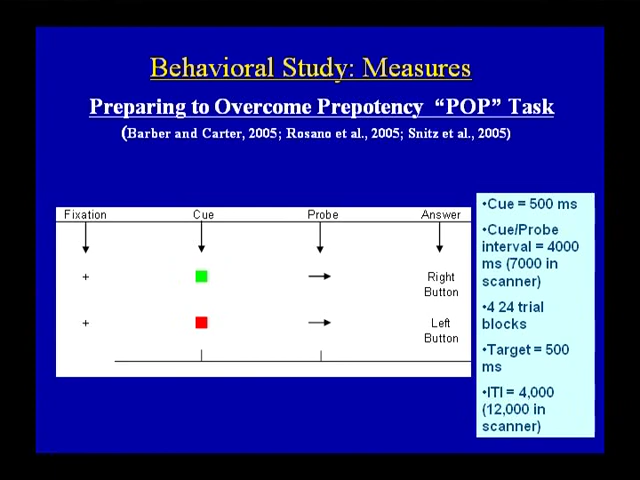 Behavioral Study: Measures
Preparing to Overcome Prepotency “POP” Task
(Barber and Carter, 2005; Rosano et al., 2005; Snitz et al., 2005)
Fixation Cue Probe Answer
+ Right
Button
+ Left
Button
•Cue = 500 ms
•Cue/Probe
interval = 4000
ms (7000 in
scanner)
•4 24 trial
blocks
•Target = 500
ms
•ITI = 4,000
(12,000 in
scanner)